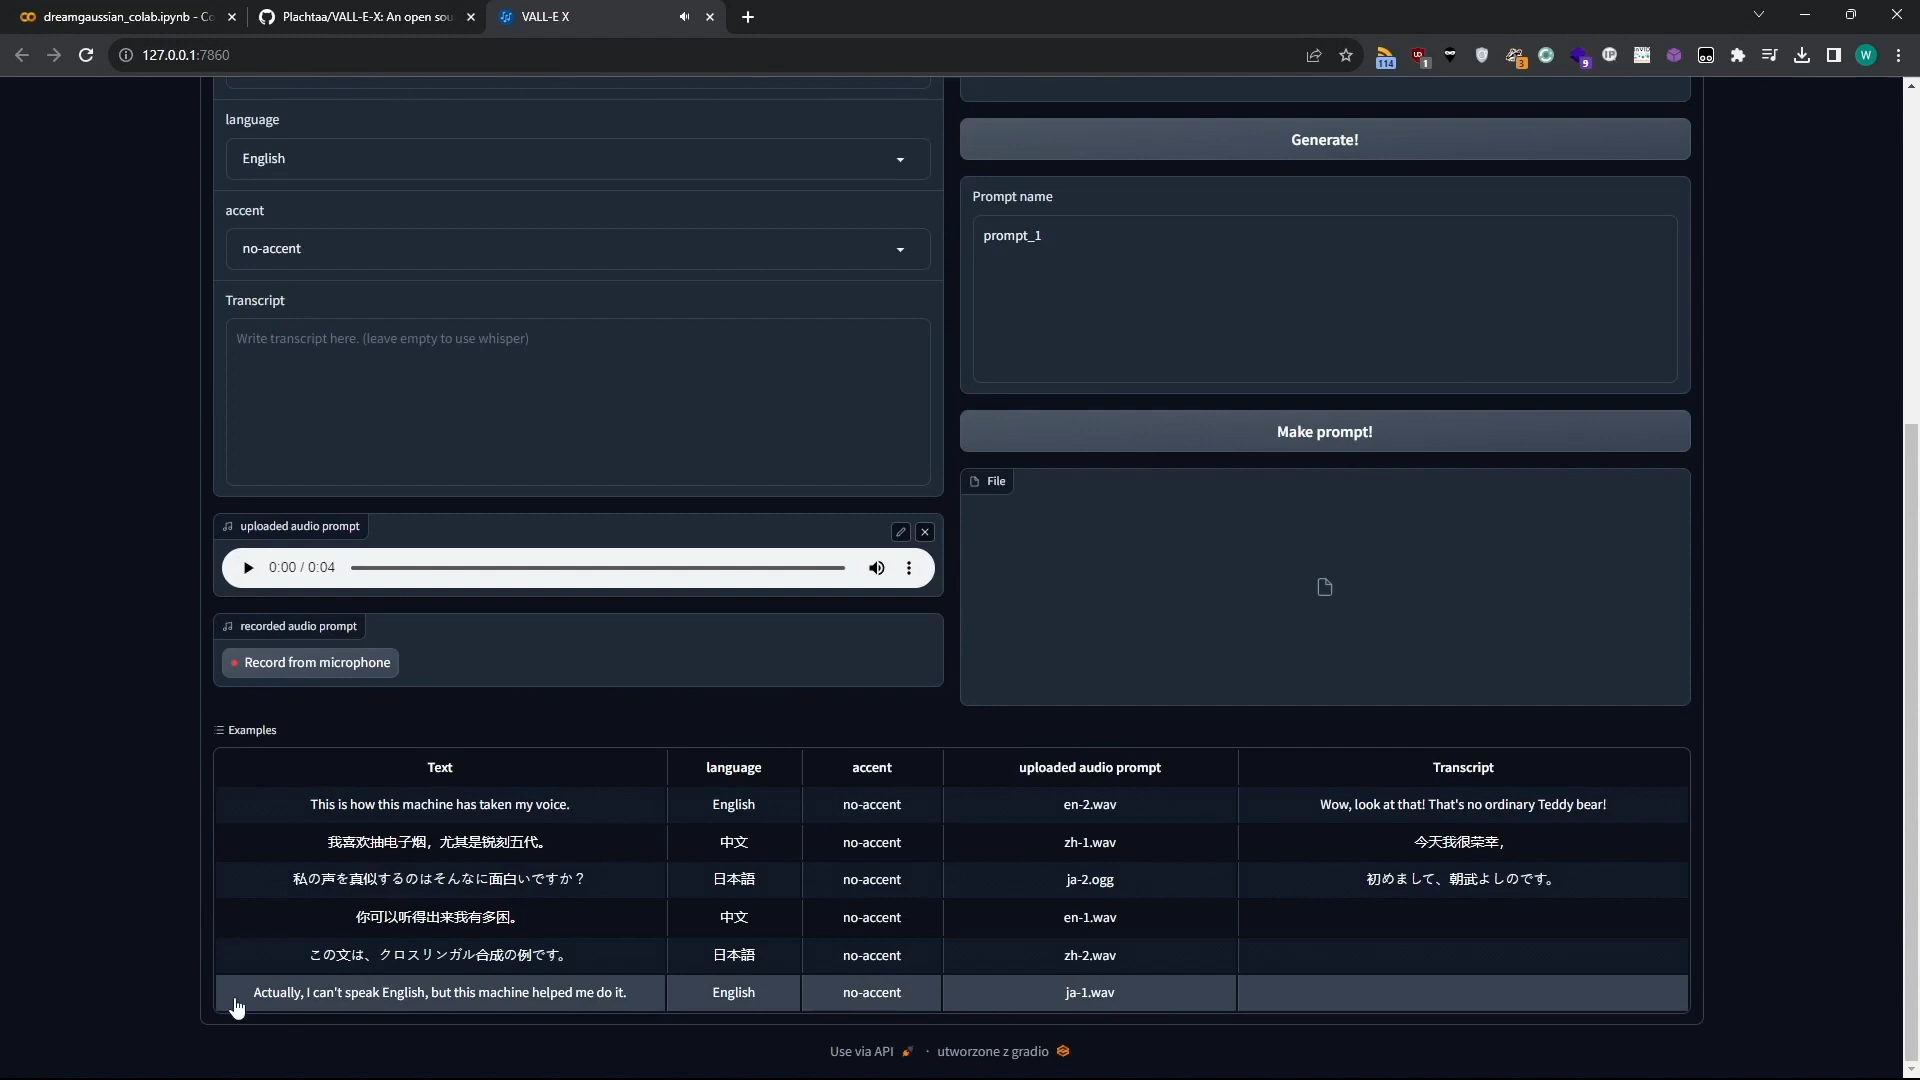 dreamgaussian_colab.ipynb - Co
Plachtaa/VALL-E-X: An open sou
VALL-E X
127.0.0.1:7860
114
1
3
9
IP
W
language
English
accent
no-accent
Transcript
Write transcript here. (leave empty to use whisper)
uploaded audio prompt
0:00 / 0:04
recorded audio prompt
Record from microphone
Generate!
Prompt name
prompt_1
Make prompt!
File
Examples
Text language accent uploaded audio prompt Transcript
This is how this machine has taken my voice. English no-accent en-2.wav Wow, look at that! That's no ordinary Teddy bear!
我喜欢抽电子烟，尤其是锐刻五代。 中文 no-accent zh-1.wav 今天我很荣幸，
私の声を真似するのはそんなに面白いですか？ 日本語 no-accent ja-2.ogg 初めまして、朝武よしのです。
你可以听得出来我有多困。 中文 no-accent en-1.wav
この文は、クロスリンガル合成の例です。 日本語 no-accent zh-2.wav
Actually, I can't speak English, but this machine helped me do it. English no-accent ja-1.wav
Use via API · utworzone z gradio